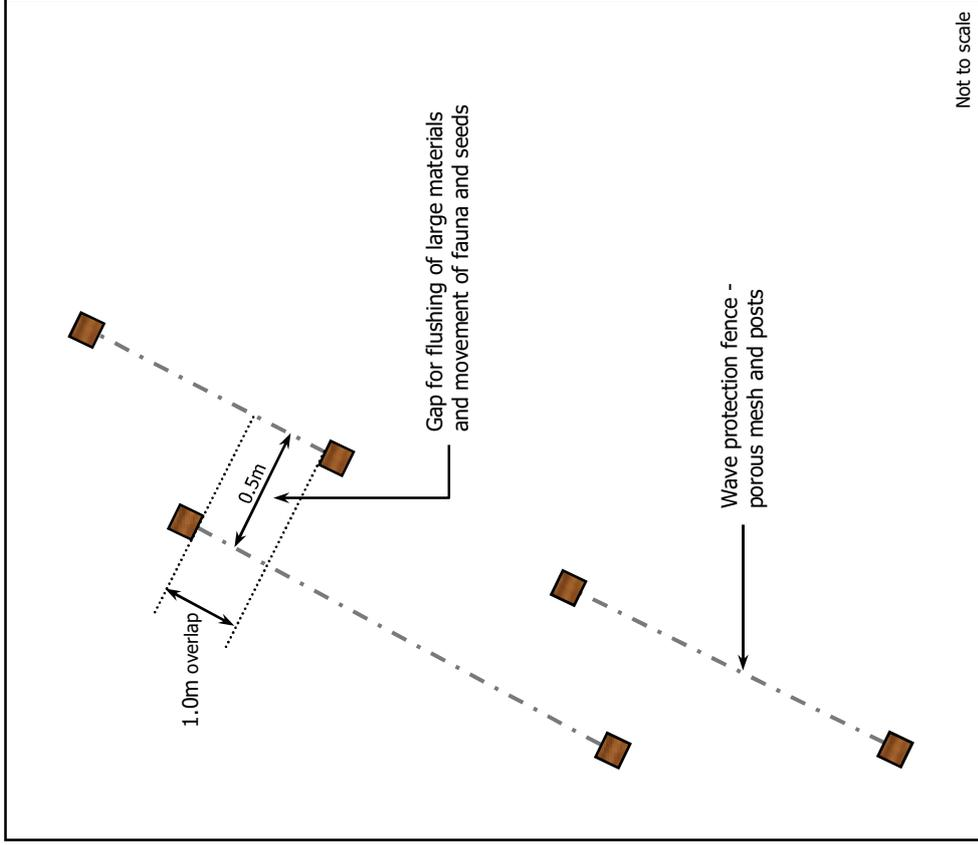 1.0m overlap
0.5m
Gap for flushing of large materials
and movement of fauna and seeds
Wave protection fence -
porous mesh and posts
Not to scale